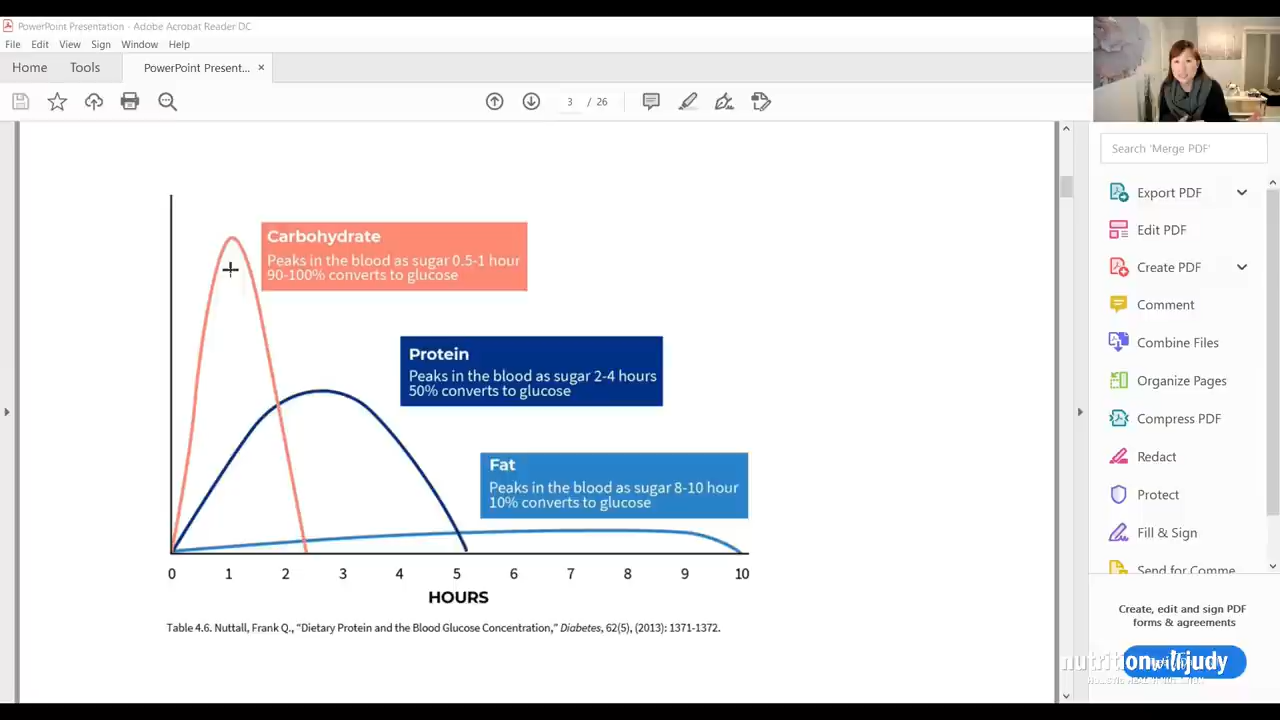 PowerPoint Presentation - Adobe Acrobat Reader DC
File Edit View Sign Window Help
Home Tools PowerPoint Present... ×
3 / 26
Search 'Merge PDF'
Export PDF
Edit PDF
Create PDF
Comment
Combine Files
Organize Pages
Compress PDF
Redact
Protect
Fill & Sign
Send for Comme
Create, edit and sign PDF
forms & agreements
Carbohydrate
Peaks in the blood as sugar 0.5-1 hour
90-100% converts to glucose
Protein
Peaks in the blood as sugar 2-4 hours
50% converts to glucose
Fat
Peaks in the blood as sugar 8-10 hour
10% converts to glucose
0 1 2 3 4 5 6 7 8 9 10
HOURS
Table 4.6. Nuttall, Frank Q., “Dietary Protein and the Blood Glucose Concentration,” Diabetes, 62(5), (2013): 1371-1372.
nutrition judy